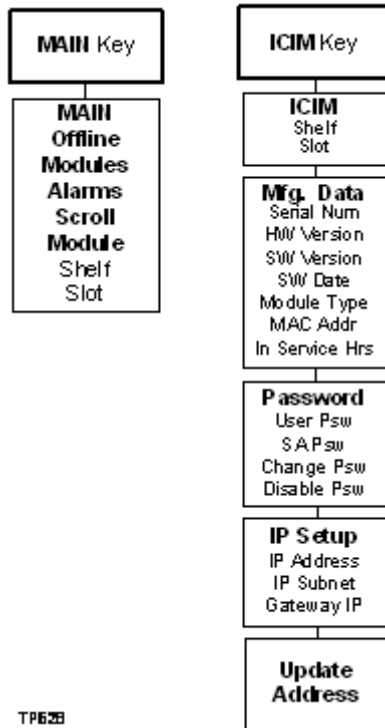 MAIN Key
MAIN
Offline
Modules
Alarms
Scroll
Module
Shelf
Slot
ICIM Key
ICIM
Shelf
Slot
Mfg. Data
Serial Num
HW Version
SW Version
SW Date
Module Type
MAC Addr
In Service Hrs
Password
User Psw
SA Psw
Change Psw
Disable Psw
IP Setup
IP Address
IP Subnet
Gateway IP
Update
Address
TP628